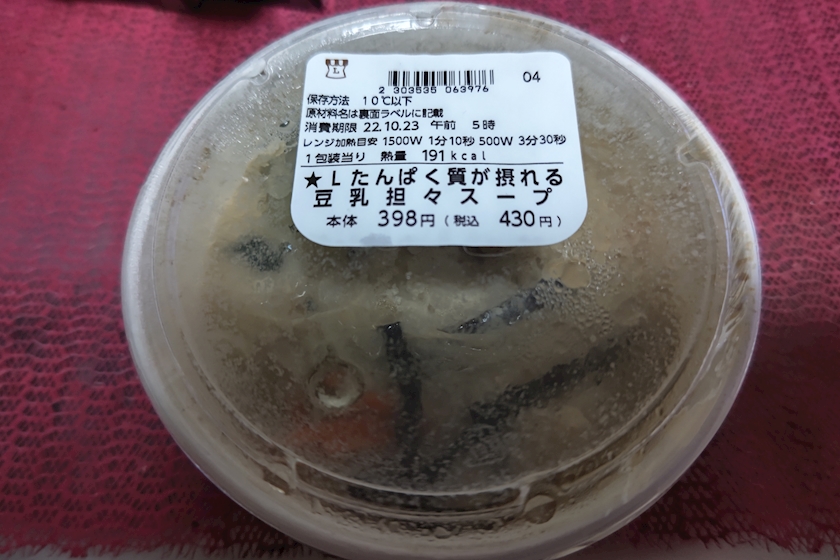 L
04
2 303535 063976
保存方法 10℃以下
原材料名は裏面ラベルに記載
消費期限 22.10.23 午前 5時
レンジ加熱目安 1500W 1分10秒 500W 3分30秒
1包装当り 熱量 191kcal
★Lたんぱく質が摂れる
豆乳担々スープ
本体 398円(税込 430円)